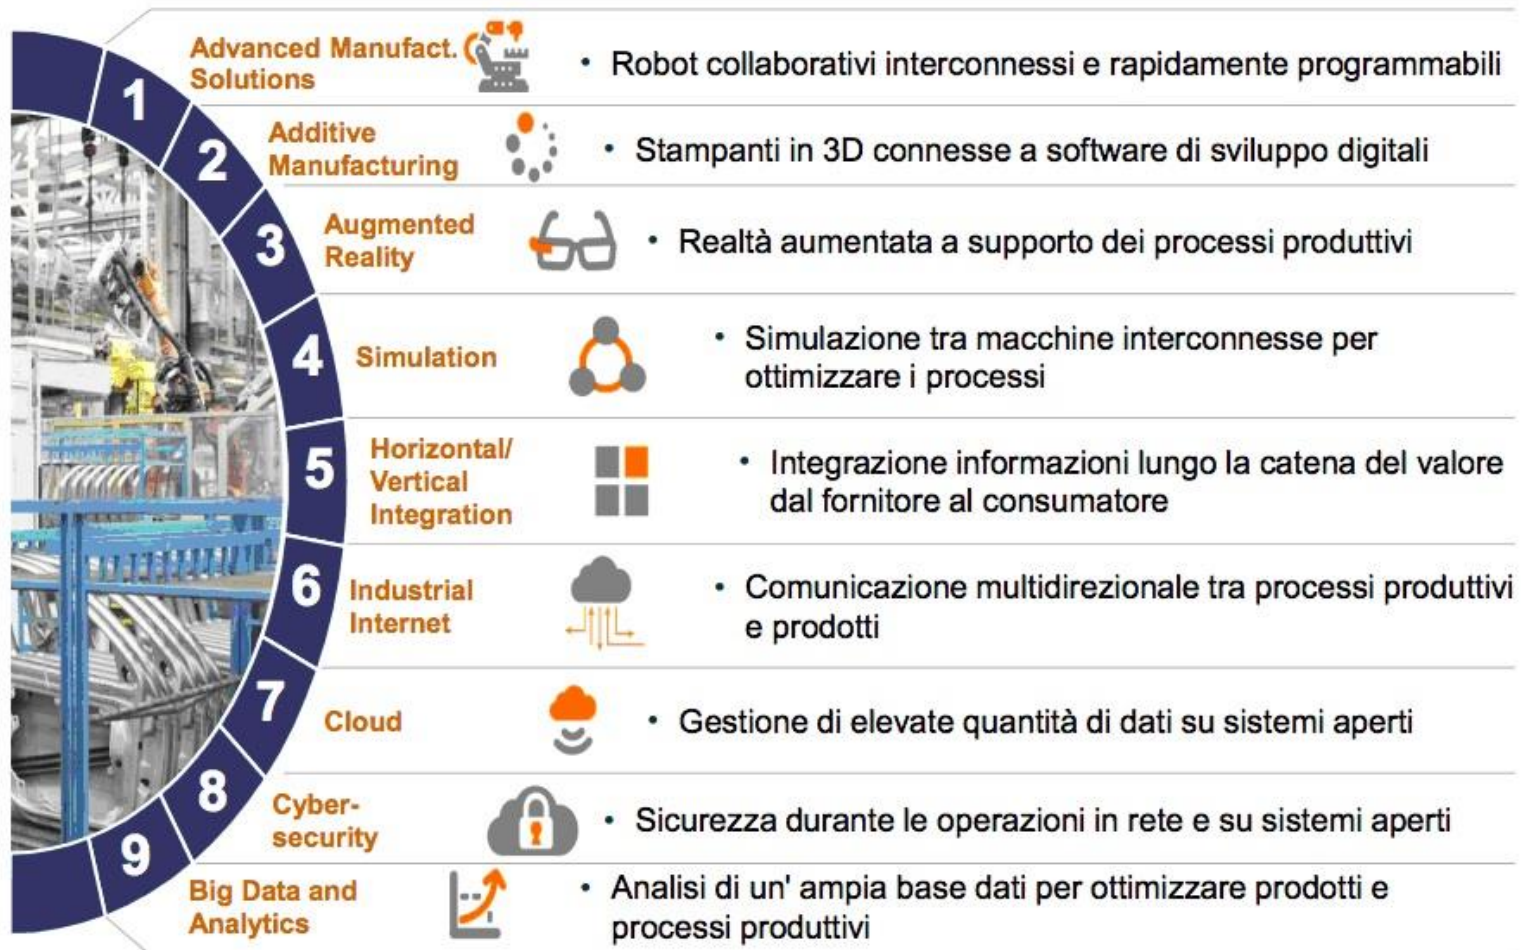 1
Advanced Manufact.
Solutions
• Robot collaborativi interconnessi e rapidamente programmabili
2
Additive
Manufacturing
• Stampanti in 3D connesse a software di sviluppo digitali
3
Augmented
Reality
• Realtà aumentata a supporto dei processi produttivi
4
Simulation
• Simulazione tra macchine interconnesse per
ottimizzare i processi
5
Horizontal/
Vertical
Integration
• Integrazione informazioni lungo la catena del valore
dal fornitore al consumatore
6
Industrial
Internet
• Comunicazione multidirezionale tra processi produttivi
e prodotti
7
Cloud
• Gestione di elevate quantità di dati su sistemi aperti
8
Cyber-
security
• Sicurezza durante le operazioni in rete e su sistemi aperti
9
Big Data and
Analytics
• Analisi di un' ampia base dati per ottimizzare prodotti e
processi produttivi